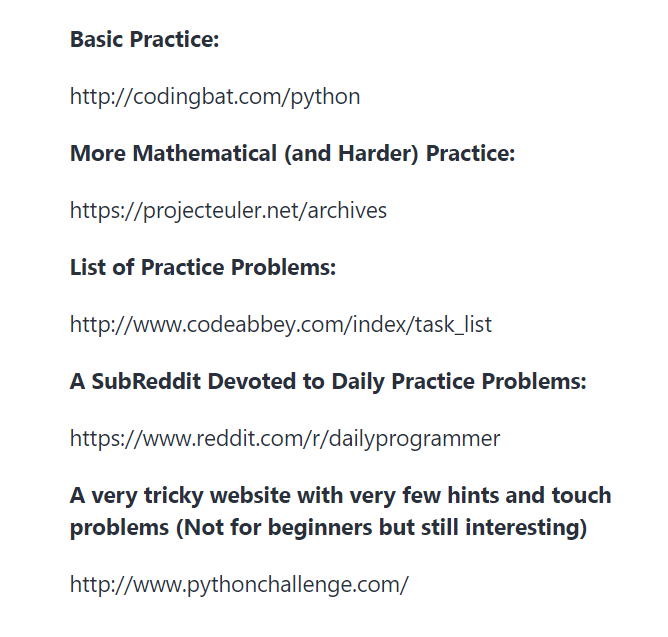 Basic Practice:
http://codingbat.com/python
More Mathematical (and Harder) Practice:
https://projecteuler.net/archives
List of Practice Problems:
http://www.codeabbey.com/index/task_list
A SubReddit Devoted to Daily Practice Problems:
https://www.reddit.com/r/dailyprogrammer
A very tricky website with very few hints and touch
problems (Not for beginners but still interesting)
http://www.pythonchallenge.com/